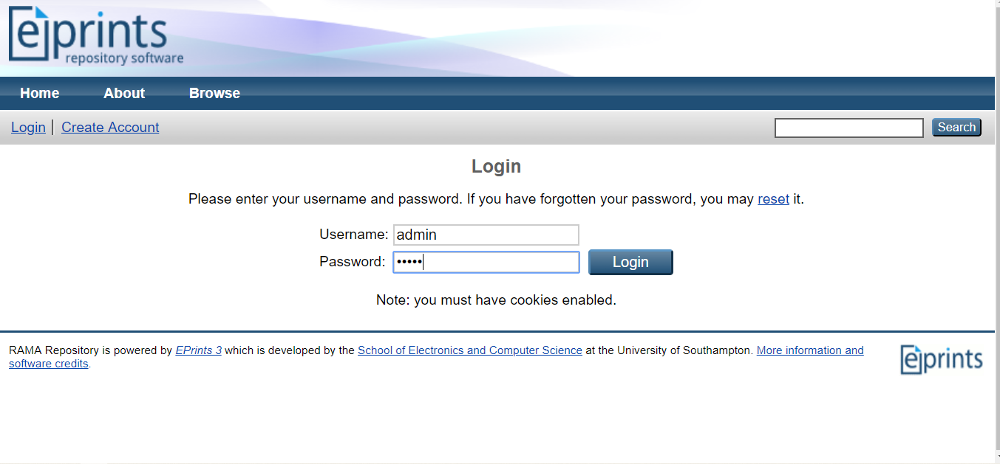 eprints
repository software
Home About Browse
Login | Create Account Search
Login
Please enter your username and password. If you have forgotten your password, you may reset it.
Username: admin
Password: •••••
Login
Note: you must have cookies enabled.
RAMA Repository is powered by EPrints 3 which is developed by the School of Electronics and Computer Science at the University of Southampton. More information and
software credits.
eprints